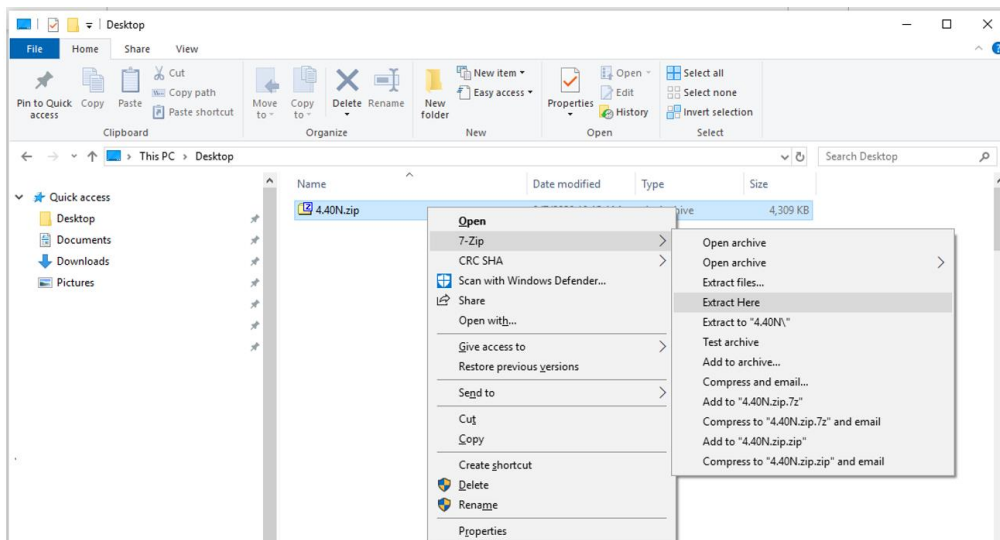 Desktop
File Home Share View
Pin to Quick access
Copy
Paste
Cut
Copy path
Paste shortcut
Move to
Copy to
Delete
Rename
New folder
New item
Easy access
Properties
Open
Edit
History
Select all
Select none
Invert selection
Clipboard Organize New Open Select
This PC Desktop
Search Desktop
Quick access
Desktop
Documents
Downloads
Pictures
Name Date modified Type Size
4.40N.zip 4,309 KB
Open
7-Zip
CRC SHA
Scan with Windows Defender...
Share
Open with...
Give access to
Restore previous versions
Send to
Cut
Copy
Create shortcut
Delete
Rename
Properties
Open archive
Open archive
Extract files...
Extract Here
Extract to "4.40N\"
Test archive
Add to archive...
Compress and email...
Add to "4.40N.zip.7z"
Compress to "4.40N.zip.7z" and email
Add to "4.40N.zip.zip"
Compress to "4.40N.zip.zip" and email